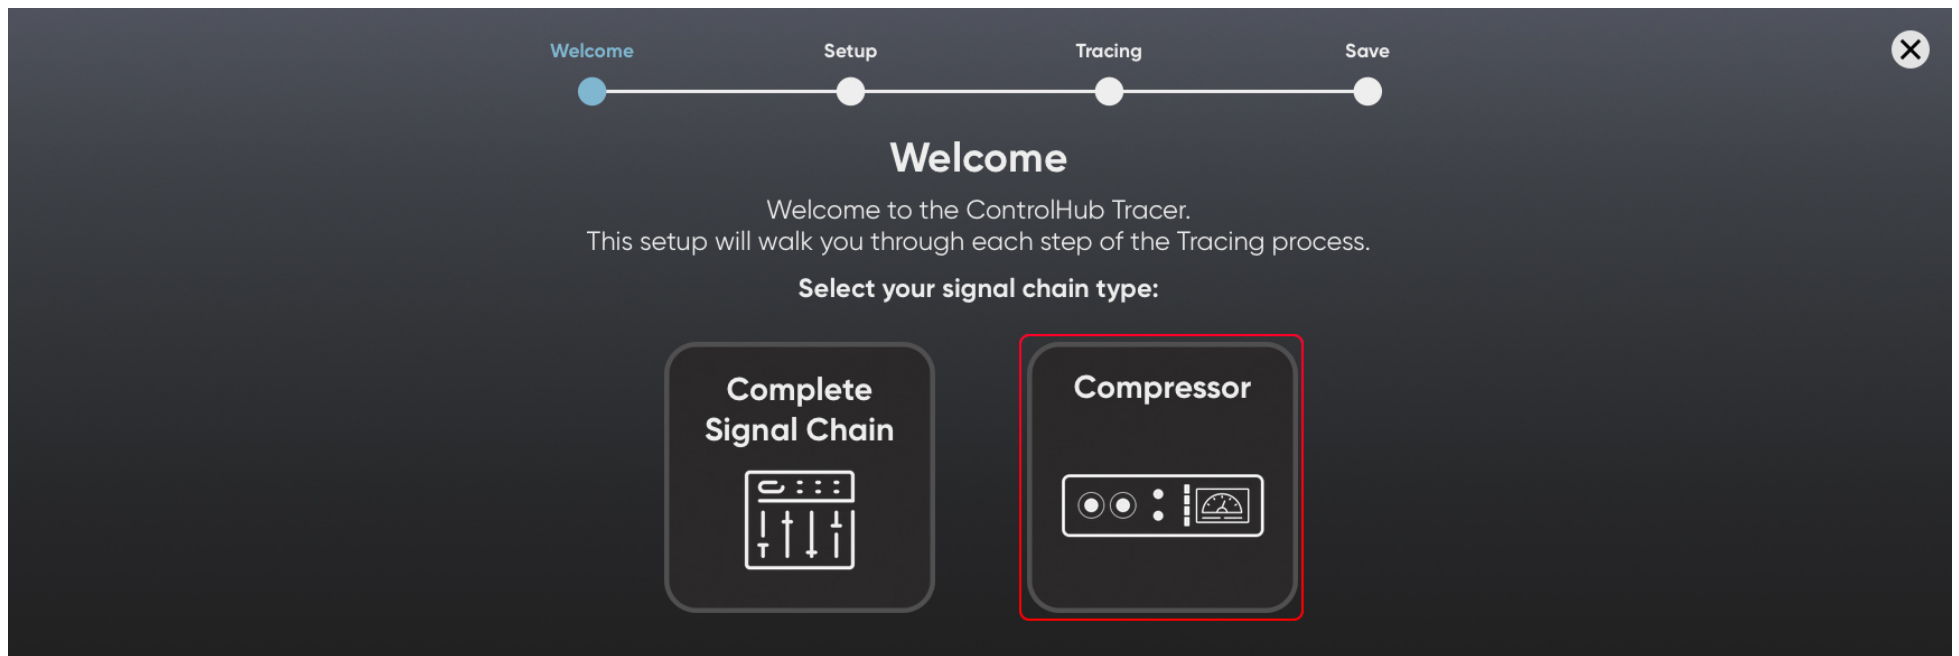 Welcome
Setup
Tracing
Save
Welcome
Welcome to the ControlHub Tracer.
This setup will walk you through each step of the Tracing process.
Select your signal chain type:
Complete
Signal Chain
Compressor